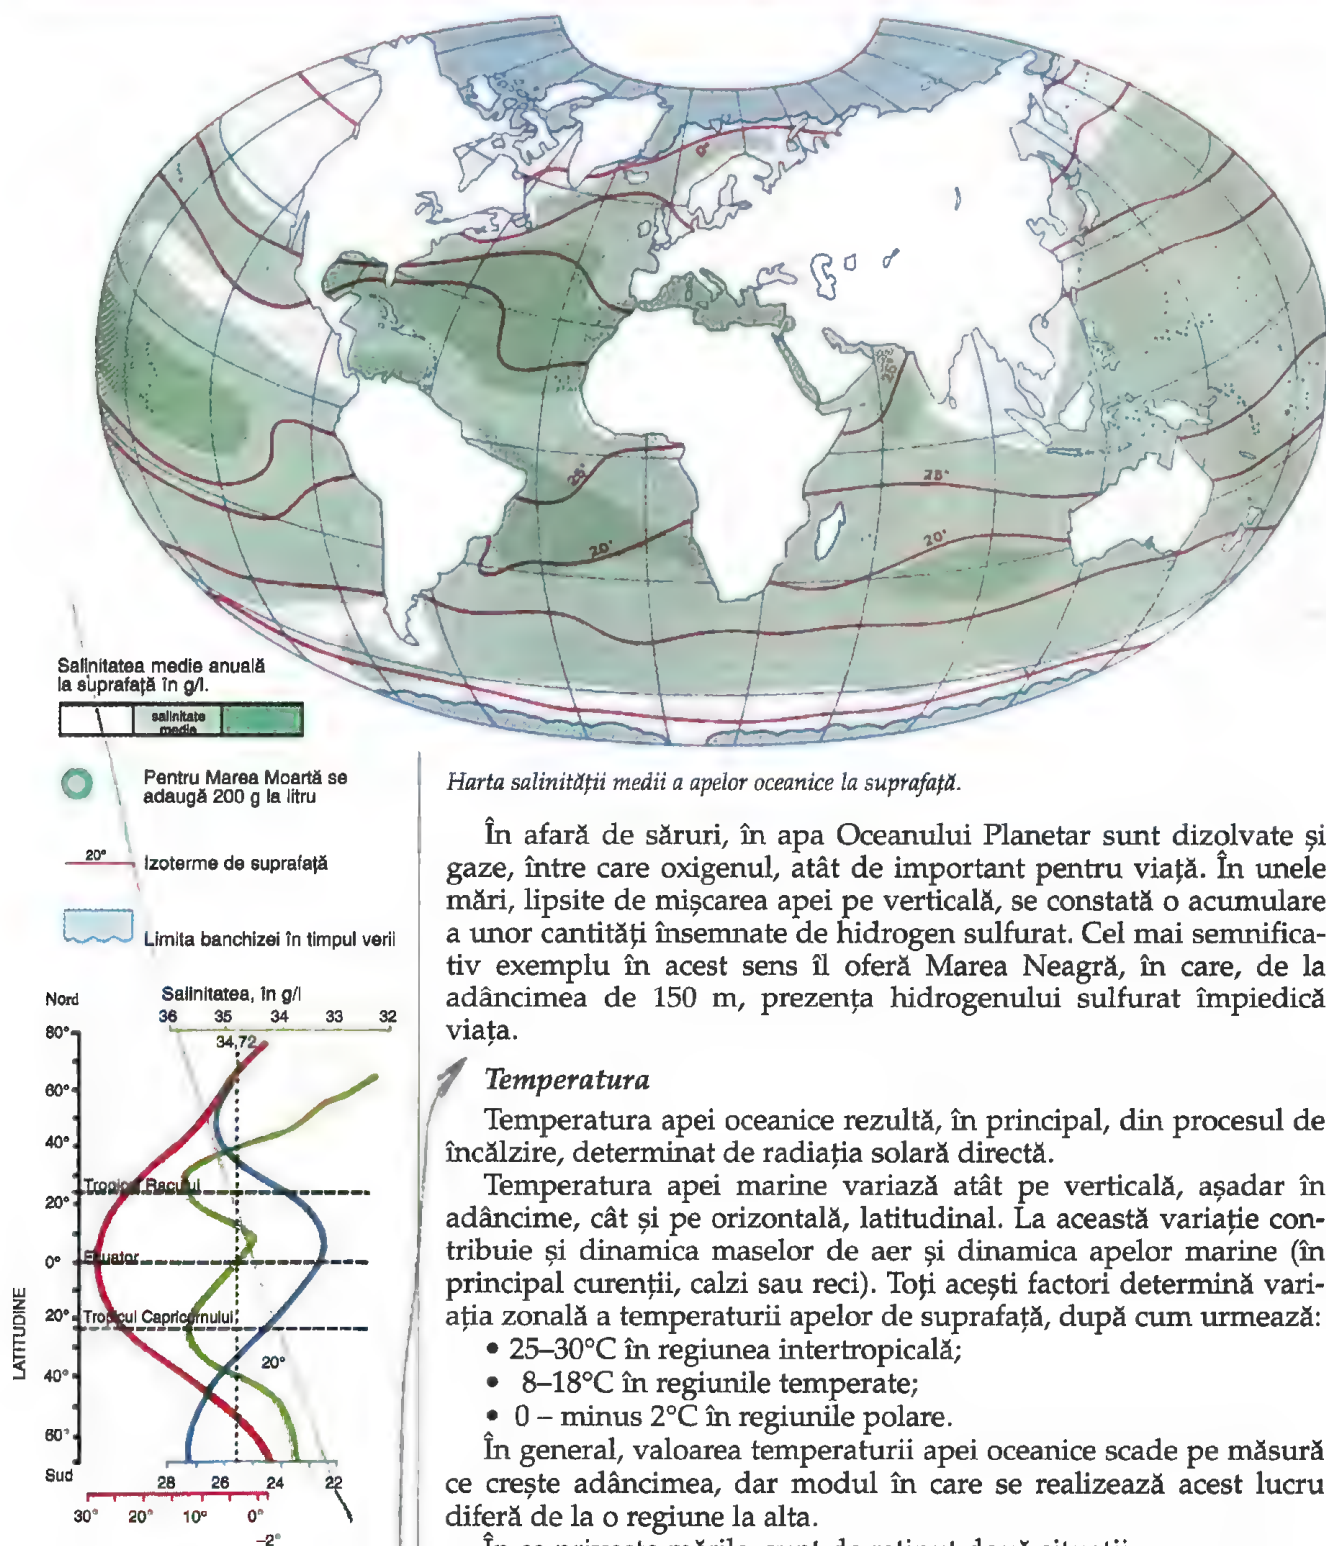 0°
25°
25°
25°
20°
20°
Salinitatea medie anuală
la suprafață în g/l.
salinitate
medie
Pentru Marea Moartă se
adaugă 200 g la litru
20°
Izoterme de suprafață
Limita banchizei în timpul verii
Harta salinității medii a apelor oceanice la suprafață.
În afară de săruri, în apa Oceanului Planetar sunt dizolvate și
gaze, între care oxigenul, atât de important pentru viață. În unele
mări, lipsite de mișcarea apei pe verticală, se constată o acumulare
a unor cantități însemnate de hidrogen sulfurat. Cel mai semnifica-
tiv exemplu în acest sens îl oferă Marea Neagră, în care, de la
adâncimea de 150 m, prezența hidrogenului sulfurat împiedică
viața.
Temperatura
Temperatura apei oceanice rezultă, în principal, din procesul de
încălzire, determinat de radiația solară directă.
Temperatura apei marine variază atât pe verticală, așadar în
adâncime, cât și pe orizontală, latitudinal. La această variație con-
tribuie și dinamica maselor de aer și dinamica apelor marine (în
principal curenții, calzi sau reci). Toți acești factori determină vari-
ația zonală a temperaturii apelor de suprafață, după cum urmează:
• 25–30°C în regiunea intertropicală;
• 8–18°C în regiunile temperate;
• 0 – minus 2°C în regiunile polare.
În general, valoarea temperaturii apei oceanice scade pe măsură
ce crește adâncimea, dar modul în care se realizează acest lucru
diferă de la o regiune la alta.
Nord
Salinitatea, în g/l
36 35 34 33 32
80°
34,72
60°
40°
Tropicul Racului
20°
Ecuator
0°
20°
Tropicul Capricornului
20°
40°
60°
Sud
LATITUDINE
28 26 24 22
30° 20° 10° 0°
–2°